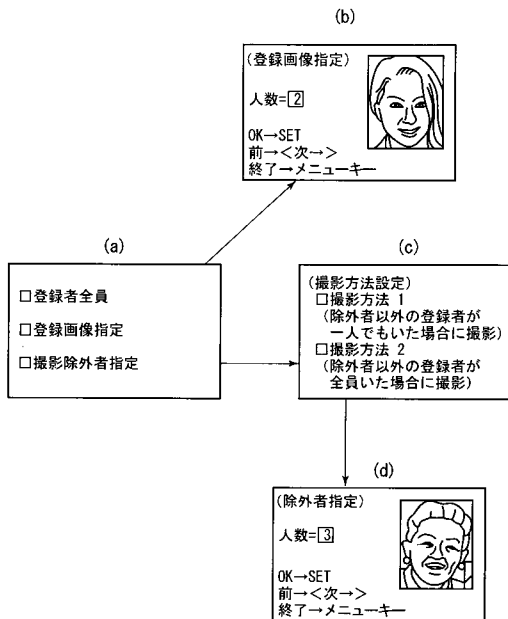 (b)
(登録画像指定)
人数=2
OK→SET
前→<次→>
終了→メニューキー
(a)
□登録者全員
□登録画像指定
□撮影除外者指定
(c)
(撮影方法設定)
□撮影方法 1
(除外者以外の登録者が
一人でもいた場合に撮影)
□撮影方法 2
(除外者以外の登録者が
全員いた場合に撮影)
(d)
(除外者指定)
人数=3
OK→SET
前→<次→>
終了→メニューキー